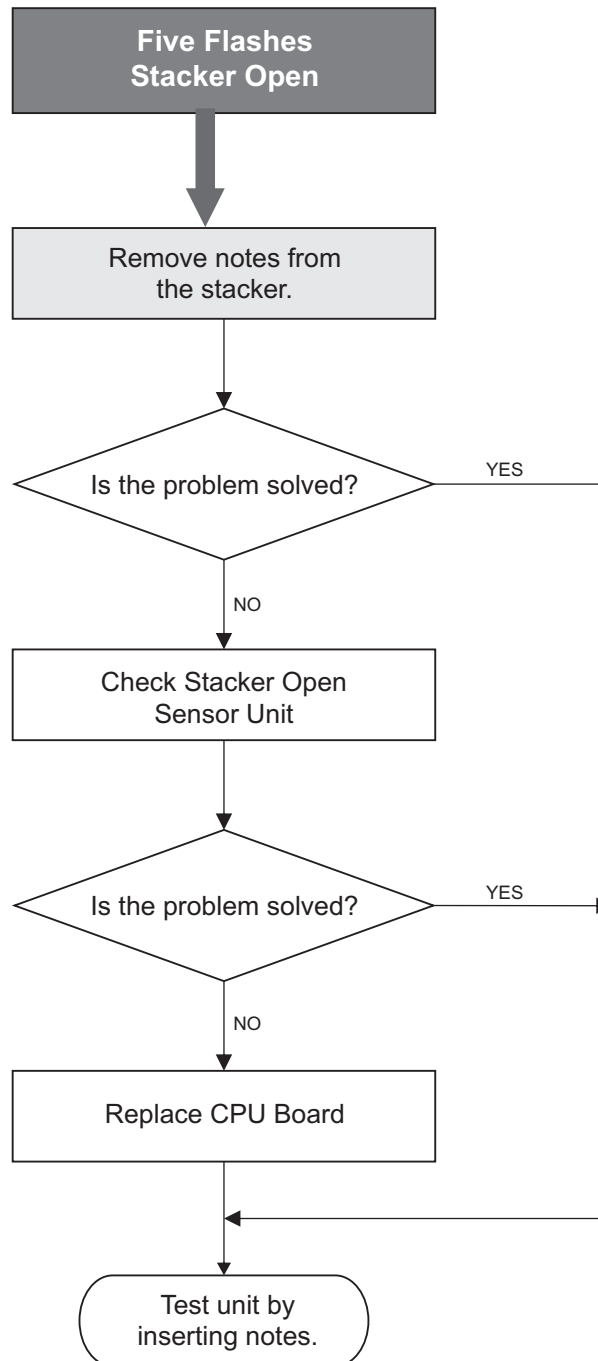 Five Flashes
Stacker Open
Remove notes from
the stacker.
Is the problem solved?
YES
NO
Check Stacker Open
Sensor Unit
Is the problem solved?
YES
NO
Replace CPU Board
Test unit by
inserting notes.